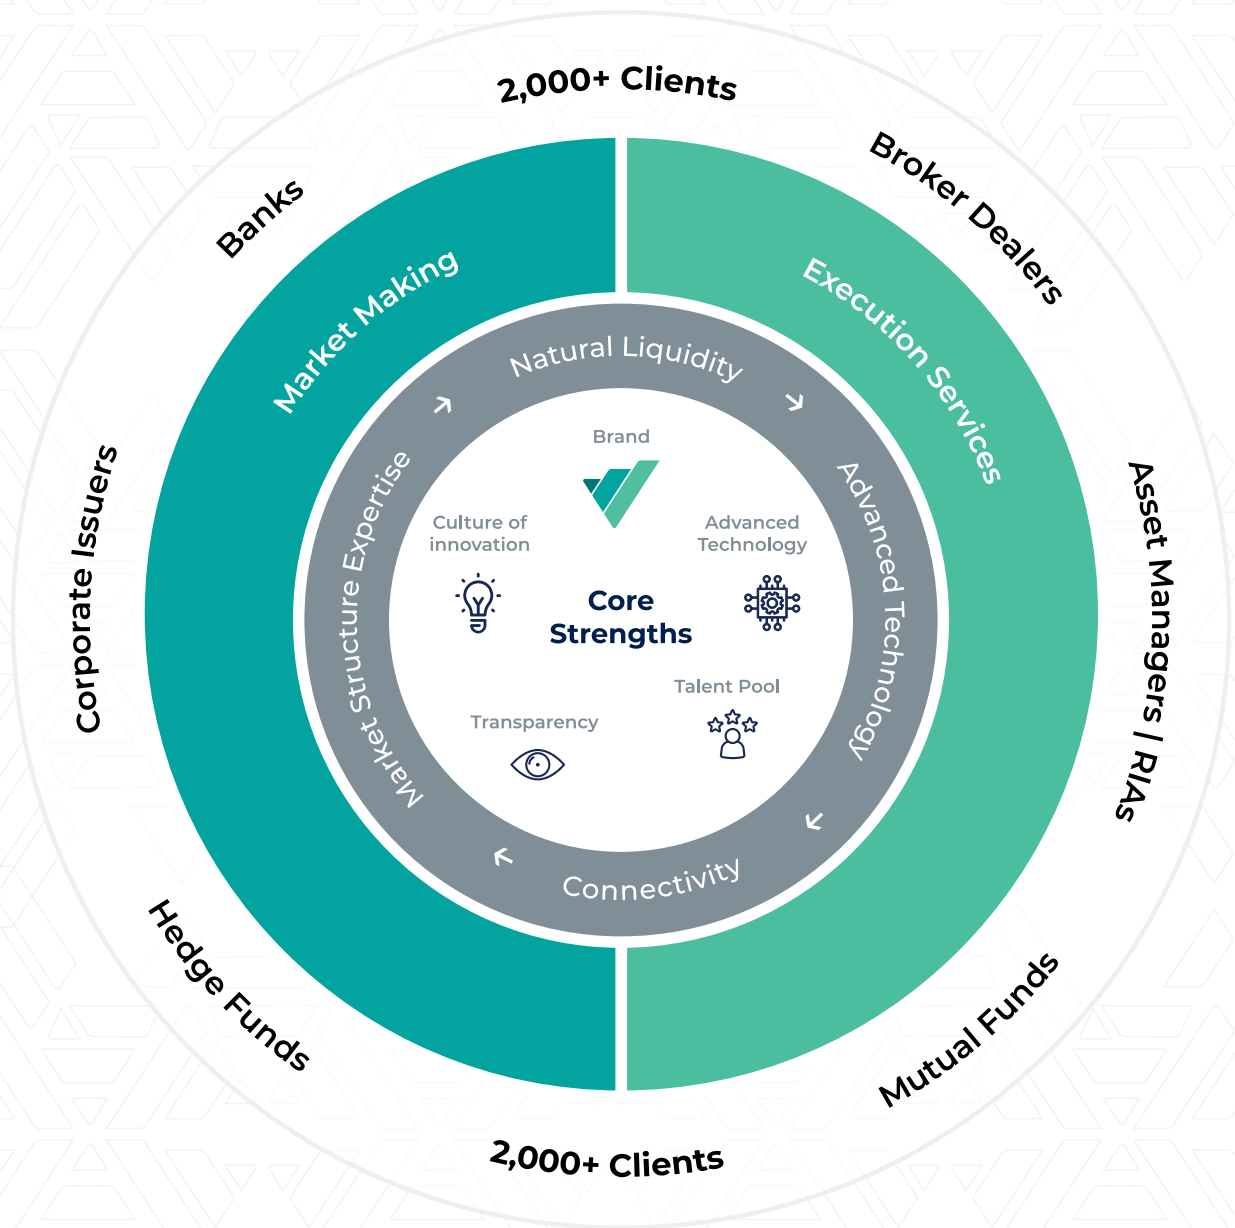 2,000+ Clients
Banks
Broker Dealers
Market Making
Execution Services
Corporate Issuers
Asset Managers / RIAs
Natural Liquidity
Market Structure Expertise
Advanced Technology
Brand
Culture of
innovation
Advanced
Technology
Core
Strengths
Talent Pool
Transparency
Connectivity
Hedge Funds
Mutual Funds
2,000+ Clients